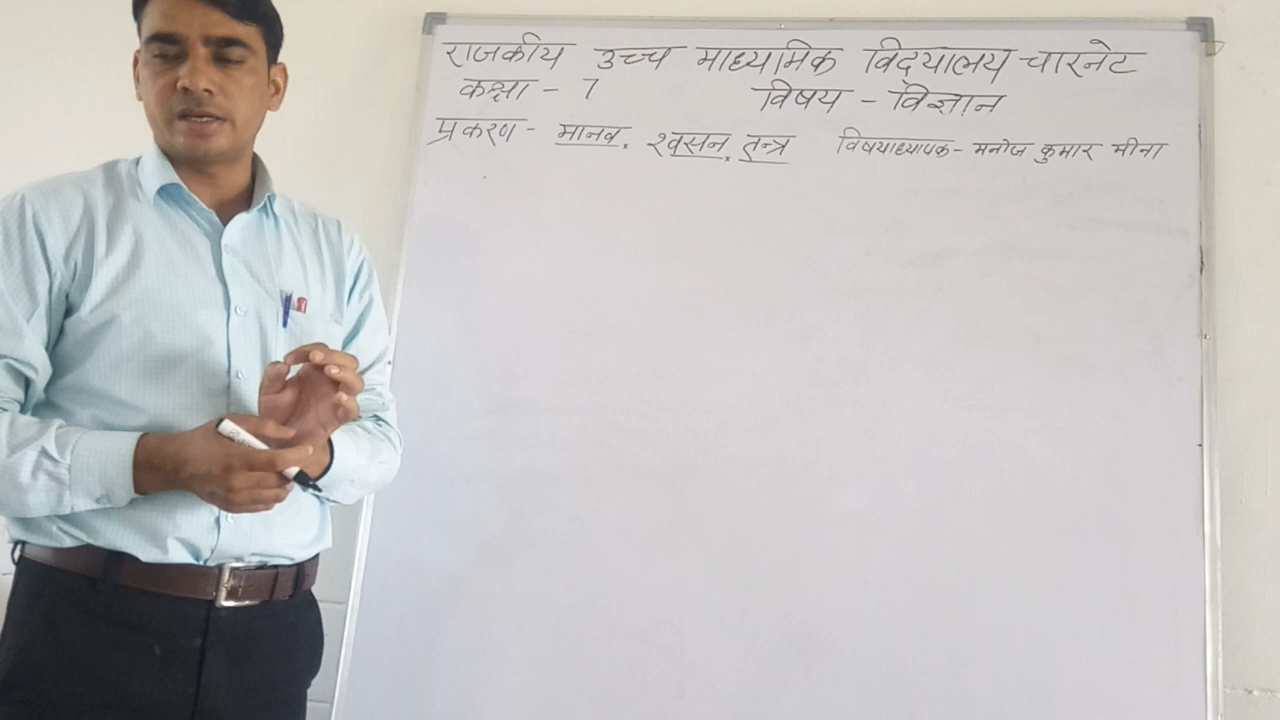 राजकीय उच्च माध्यमिक विद्यालय चारनेट
कक्षा - 7 विषय - विज्ञान
प्रकरण - मानव श्वसन तन्त्र विषयाध्यापक - मनोज कुमार मीना